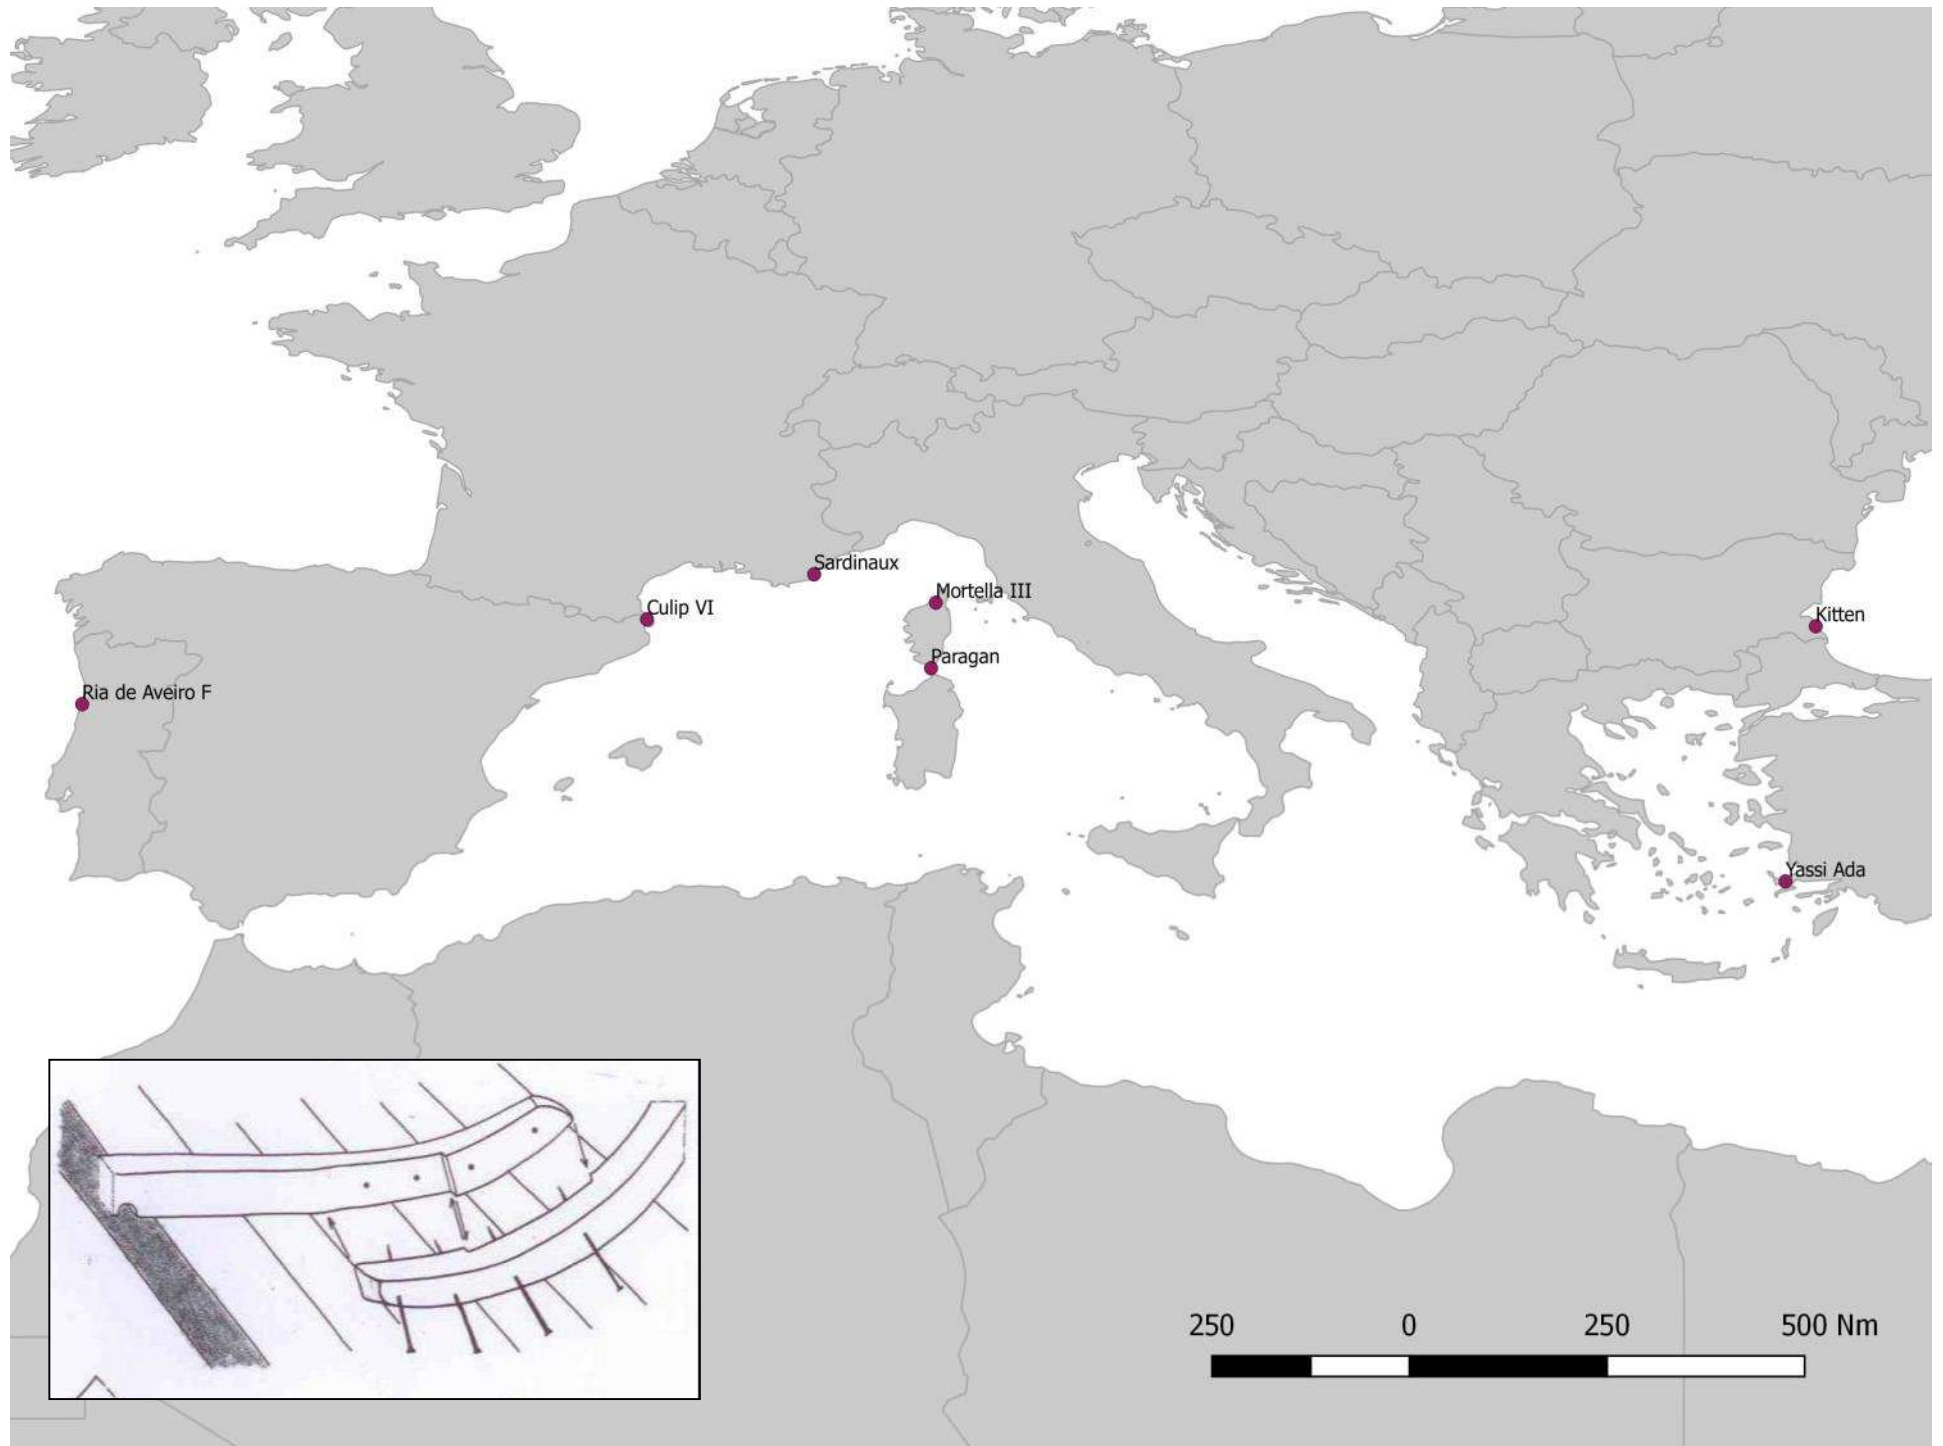 Sardinaux
Mortella III
Culip VI
Kitten
Paragan
Ria de Aveiro F
Yassi Ada
250 0 250 500 Nm